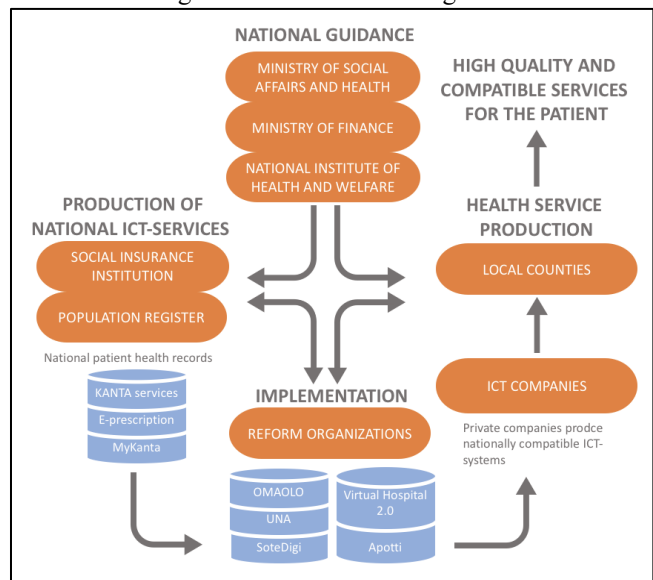 NATIONAL GUIDANCE
MINISTRY OF SOCIAL
AFFAIRS AND HEALTH
MINISTRY OF FINANCE
NATIONAL INSTITUTE OF
HEALTH AND WELFARE
HIGH QUALITY AND
COMPATIBLE SERVICES
FOR THE PATIENT
PRODUCTION OF
NATIONAL ICT-SERVICES
SOCIAL INSURANCE
INSTITUTION
POPULATION REGISTER
National patient health records
KANTA services
E-prescription
MyKanta
HEALTH SERVICE
PRODUCTION
LOCAL COUNTIES
ICT COMPANIES
Private companies prodce
nationally compatible ICT-
systems
IMPLEMENTATION
REFORM ORGANIZATIONS
OMAOLO
UNA
SoteDigi
Virtual Hospital
2.0
Apotti